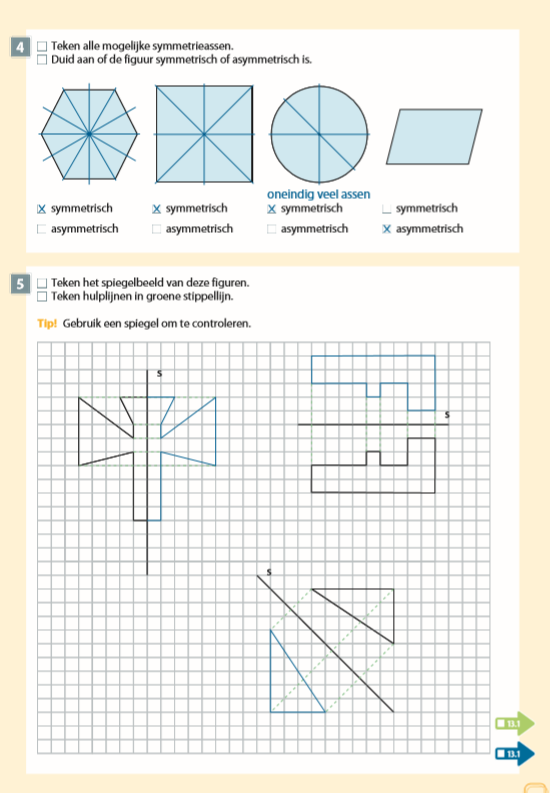 4
Teken alle mogelijke symmetrieassen.
Duid aan of de figuur symmetrisch of asymmetrisch is.
oneindig veel assen
X symmetrisch
X symmetrisch
X symmetrisch
symmetrisch
asymmetrisch
asymmetrisch
asymmetrisch
X asymmetrisch
5
Teken het spiegelbeeld van deze figuren.
Teken hulplijnen in groene stippellijn.
Tip! Gebruik een spiegel om te controleren.
s
s
s
13.1
13.1